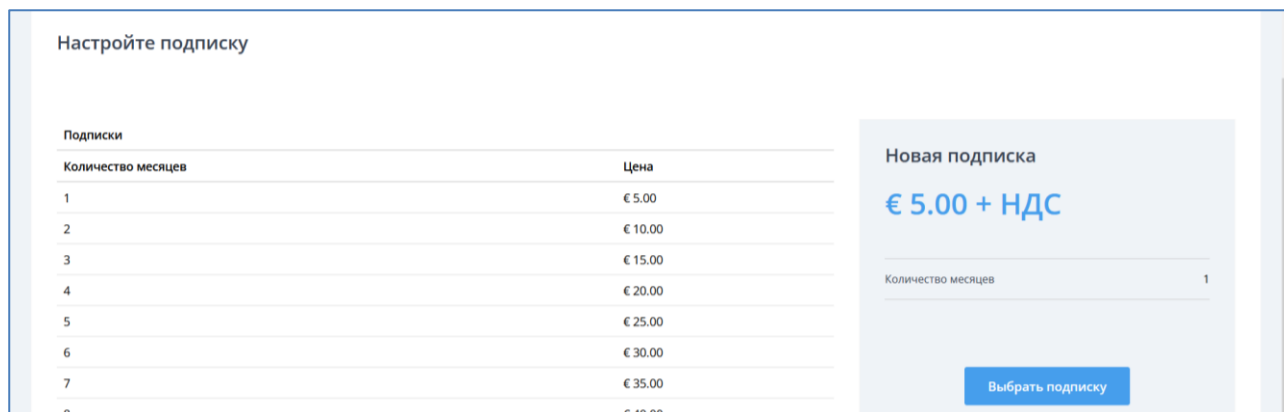 Настройте подписку
Подписки
Количество месяцев Цена
1 € 5.00
2 € 10.00
3 € 15.00
4 € 20.00
5 € 25.00
6 € 30.00
7 € 35.00
Новая подписка
€ 5.00 + НДС
Количество месяцев 1
Выбрать подписку